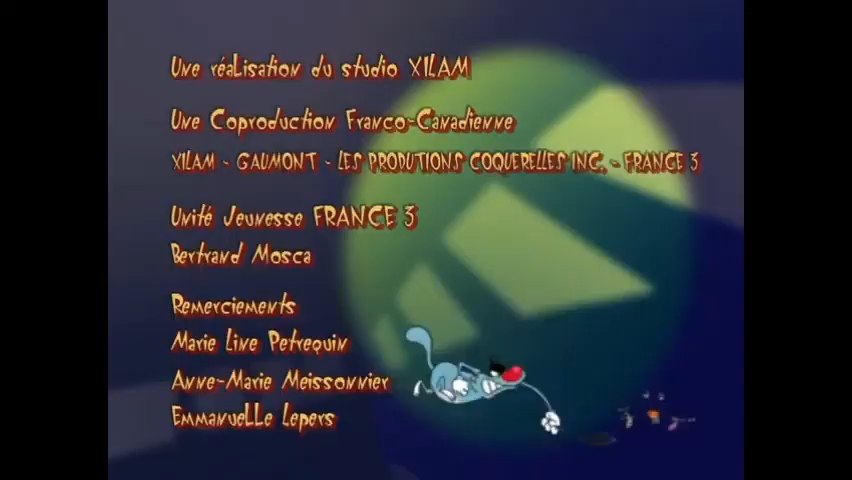 Une réalisation du studio XILAM
Une Coproduction Franco-Canadienne
XILAM - GAUMONT - LES PRODUTIONS COQUERELLES INC. - FRANCE 3
Unité Jeunesse FRANCE 3
Bertrand Mosca
Remerciements
Marie Line Petrequin
Anne-Marie Meissonnier
Emmanuelle Lepers